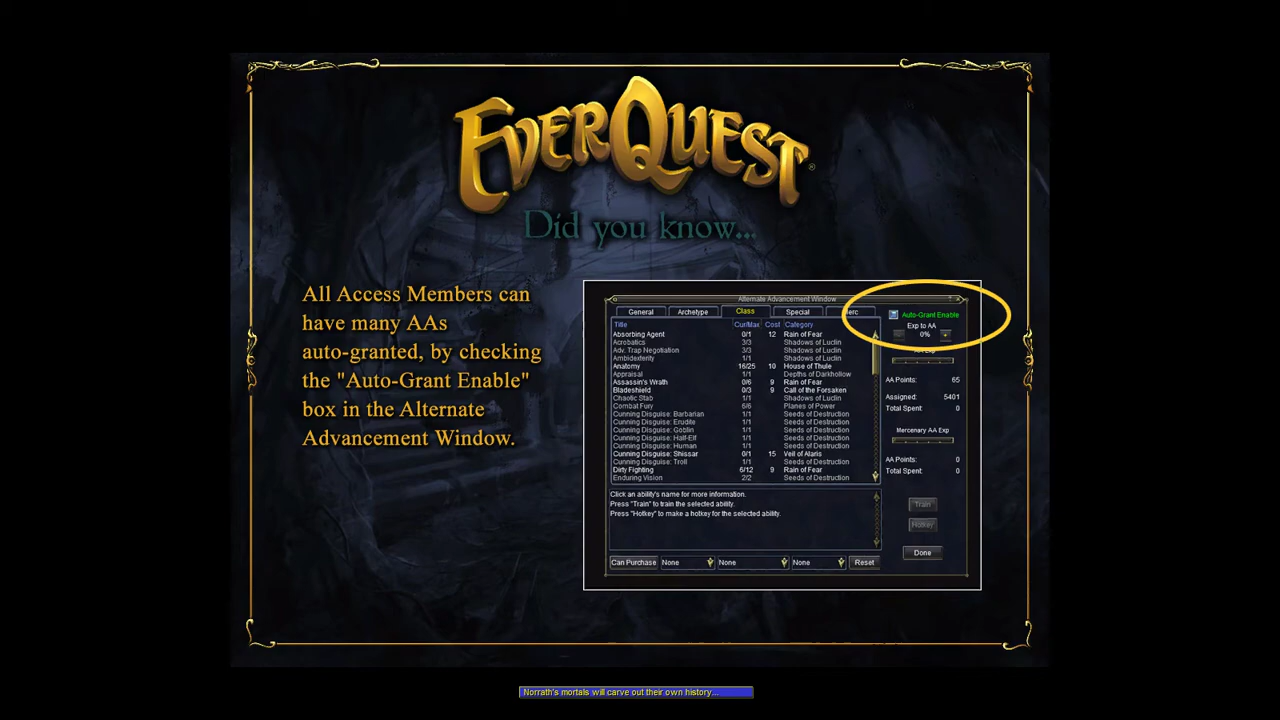 EVERQUEST®
Did you know...
All Access Members can
have many AAs
auto-granted, by checking
the "Auto-Grant Enable"
box in the Alternate
Advancement Window.
Alternate Advancement Window
General Archetype Class Special erc
Auto-Grant Enable
Exp to AA
0%
AA Exp
AA Points: 65
Assigned: 5401
Total Spent 0
Mercenary AA Exp
AA Points: 0
Total Spent: 0
Train
Hotkey
Done
Title Cur/Max Cost Category
Absorbing Agent 0/1 12 Rain of Fear
Acrobatics 3/3 Shadows of Luclin
Adv. Trap Negotiation 3/3 Shadows of Luclin
Ambidexterity 1/1 Shadows of Luclin
Anatomy 16/25 10 House of Thule
Appraisal 1/1 Depths of Darkhollow
Assassin's Wrath 0/6 9 Rain of Fear
Bladeshield 0/3 9 Call of the Forsaken
Chaotic Stab 1/1 Shadows of Luclin
Combat Fury 6/6 Planes of Power
Cunning Disguise: Barbarian 1/1 Seeds of Destruction
Cunning Disguise: Erudite 1/1 Seeds of Destruction
Cunning Disguise: Goblin 1/1 Seeds of Destruction
Cunning Disguise: Half-Elf 1/1 Seeds of Destruction
Cunning Disguise: Human 1/1 Seeds of Destruction
Cunning Disguise: Shissar 0/1 15 Veil of Alaris
Cunning Disguise: Troll 1/1 Seeds of Destruction
Dirty Fighting 6/12 9 Rain of Fear
Enduring Vision 2/2 Seeds of Destruction
Click an ability's name for more information.
Press "Train" to train the selected ability.
Press "Hotkey" to make a hotkey for the selected ability.
Can Purchase None None None Reset
Norrath's mortals will carve out their own history...